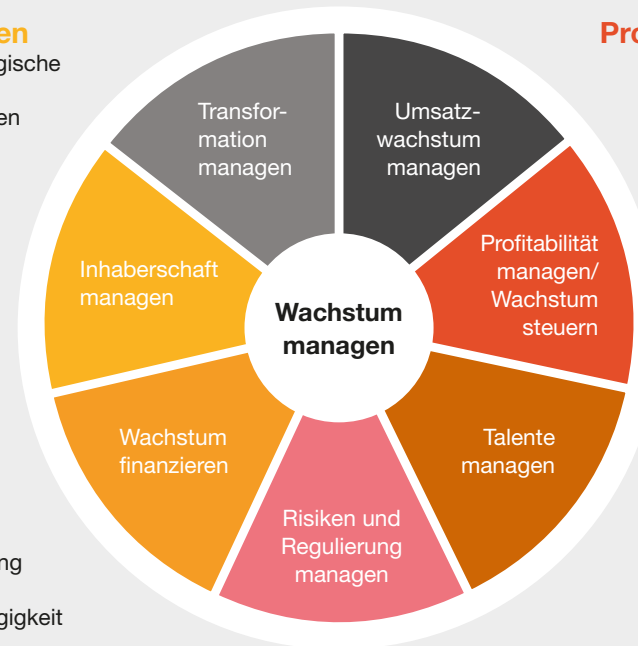 en
gische
en
Pro
Transfor-
mation
managen
Umsatz-
wachstum
managen
Inhaberschaft
managen
Profitabilität
managen/
Wachstum
steuern
Wachstum
managen
Wachstum
finanzieren
Talente
managen
Risiken und
Regulierung
managen
ng
gigkeit